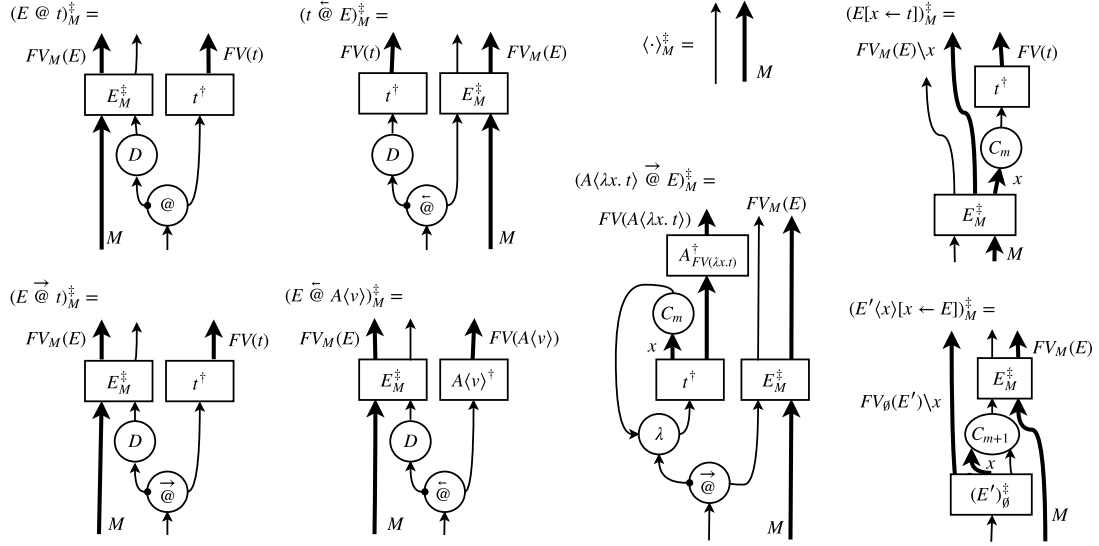 (E @ t)‡M =
FVM(E)
FV(t)
E‡M
t†
D
@
M
(t @← E)‡M =
FV(t)
FVM(E)
t†
E‡M
D
@←
M
⟨·⟩‡M =
M
(E[x ← t])‡M =
FVM(E)\x
FV(t)
t†
Cm
x
E‡M
M
(E @→ t)‡M =
FVM(E)
FV(t)
E‡M
t†
D
@→
M
(E @← A⟨v⟩)‡M =
FVM(E)
FV(A⟨v⟩)
E‡M
A⟨v⟩†
D
@←
M
(A⟨λx. t⟩ @→ E)‡M =
FV(A⟨λx. t⟩)
FVM(E)
A†FV(λx.t)
Cm
x
t†
E‡M
λ
@→
M
(E′⟨x⟩[x ← E])‡M =
FVM(E)
E‡M
FV∅(E′)\x
Cm+1
x
(E′)‡∅
M